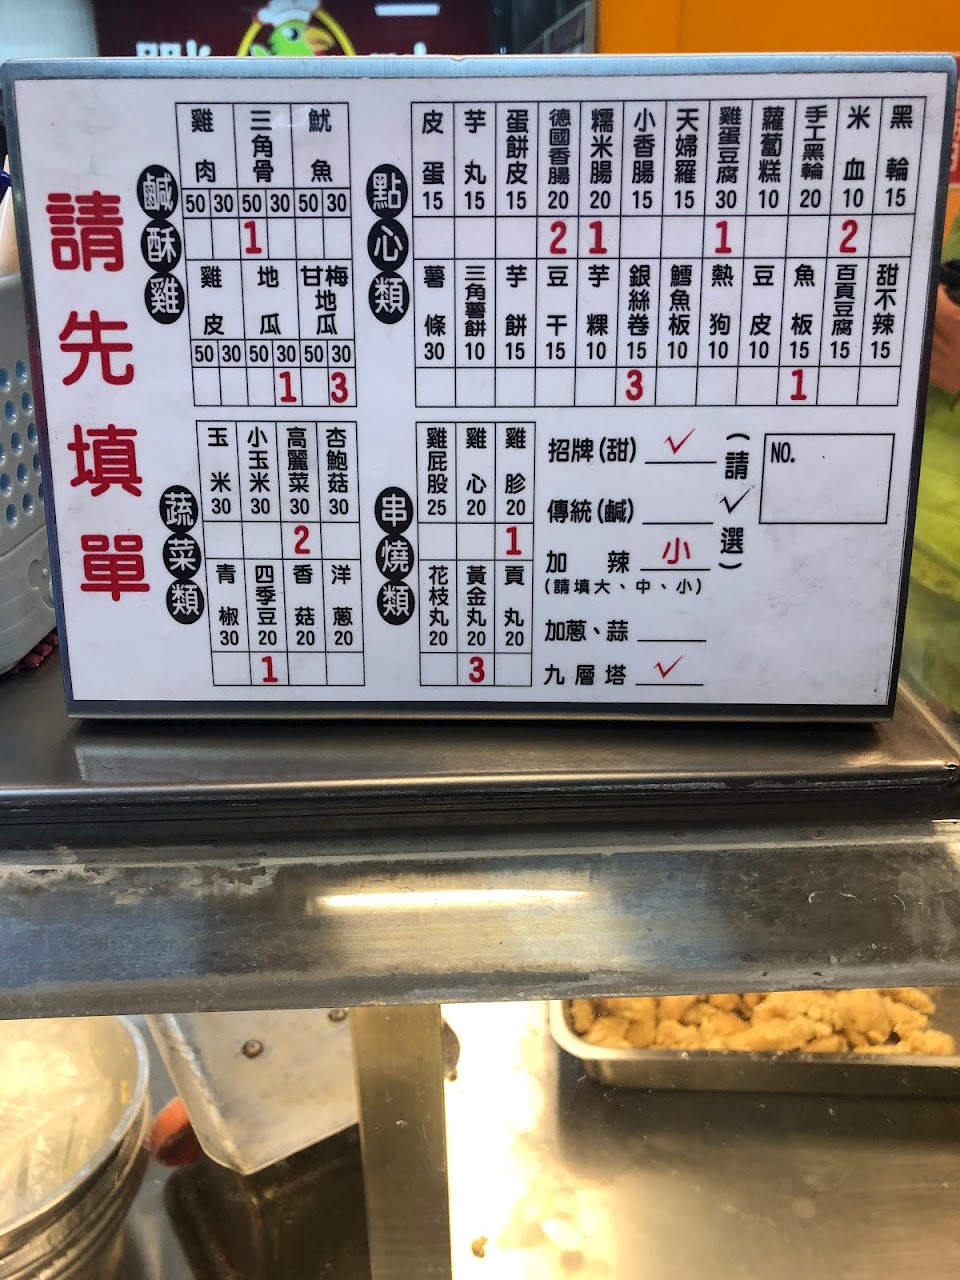 請先填單
鹹酥雞
雞肉 三角骨 魷魚
50 30 50 30 50 30
1
雞皮 地瓜 甘梅地瓜
50 30 50 30 50 30
1 3
點心類
皮蛋 芋丸 蛋餅皮 德國香腸 糯米腸 小香腸 天婦羅 雞蛋豆腐 蘿蔔糕 手工黑輪 米血 黑輪
15 15 15 20 20 15 15 30 10 20 10 15
2 1 1 2
薯條 三角薯餅 芋餅 豆干 芋粿 銀絲卷 鱈魚板 熱狗 豆皮 魚板 百頁豆腐 甜不辣
30 10 15 15 10 15 10 10 10 15 15 15
3 1
蔬菜類
玉米 小玉米 高麗菜 杏鮑菇
30 30 30 30
2
青椒 四季豆 香菇 洋蔥
30 20 20 20
1
串燒類
雞屁股 雞心 雞胗
25 20 20
1
花枝丸 黃金丸 貢丸
20 20 20
3
招牌(甜) ✓
傳統(鹹)
加辣 小
(請填大、中、小)
加蔥、蒜
九層塔 ✓
(請✓選)
NO.